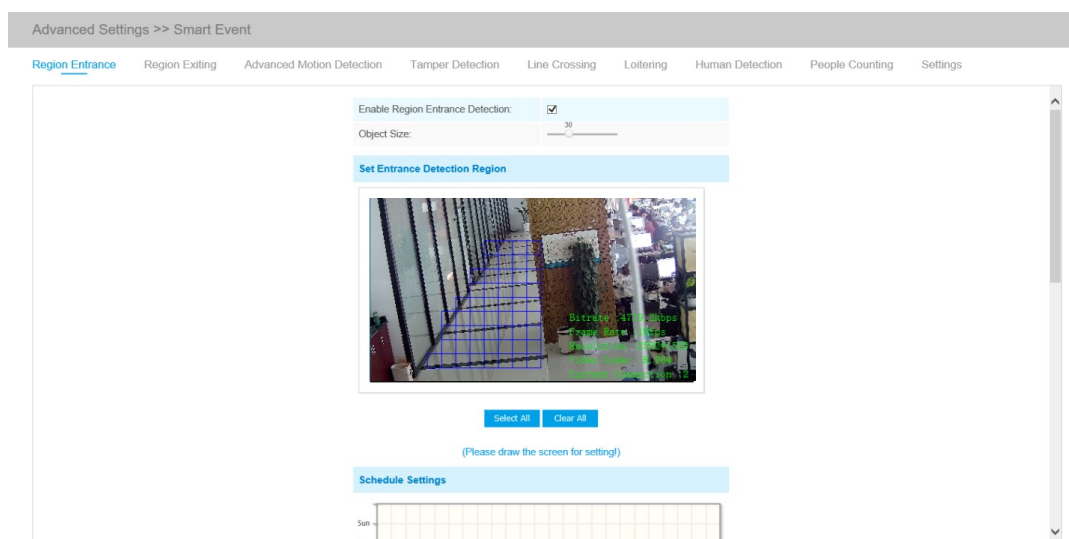 Advanced Settings >> Smart Event
Region Entrance Region Exiting Advanced Motion Detection Tamper Detection Line Crossing Loitering Human Detection People Counting Settings
Enable Region Entrance Detection:
30
Object Size:
Set Entrance Detection Region
Bitrate
Frame Rate
Select All Clear All
(Please draw the screen for setting!)
Schedule Settings
Sun